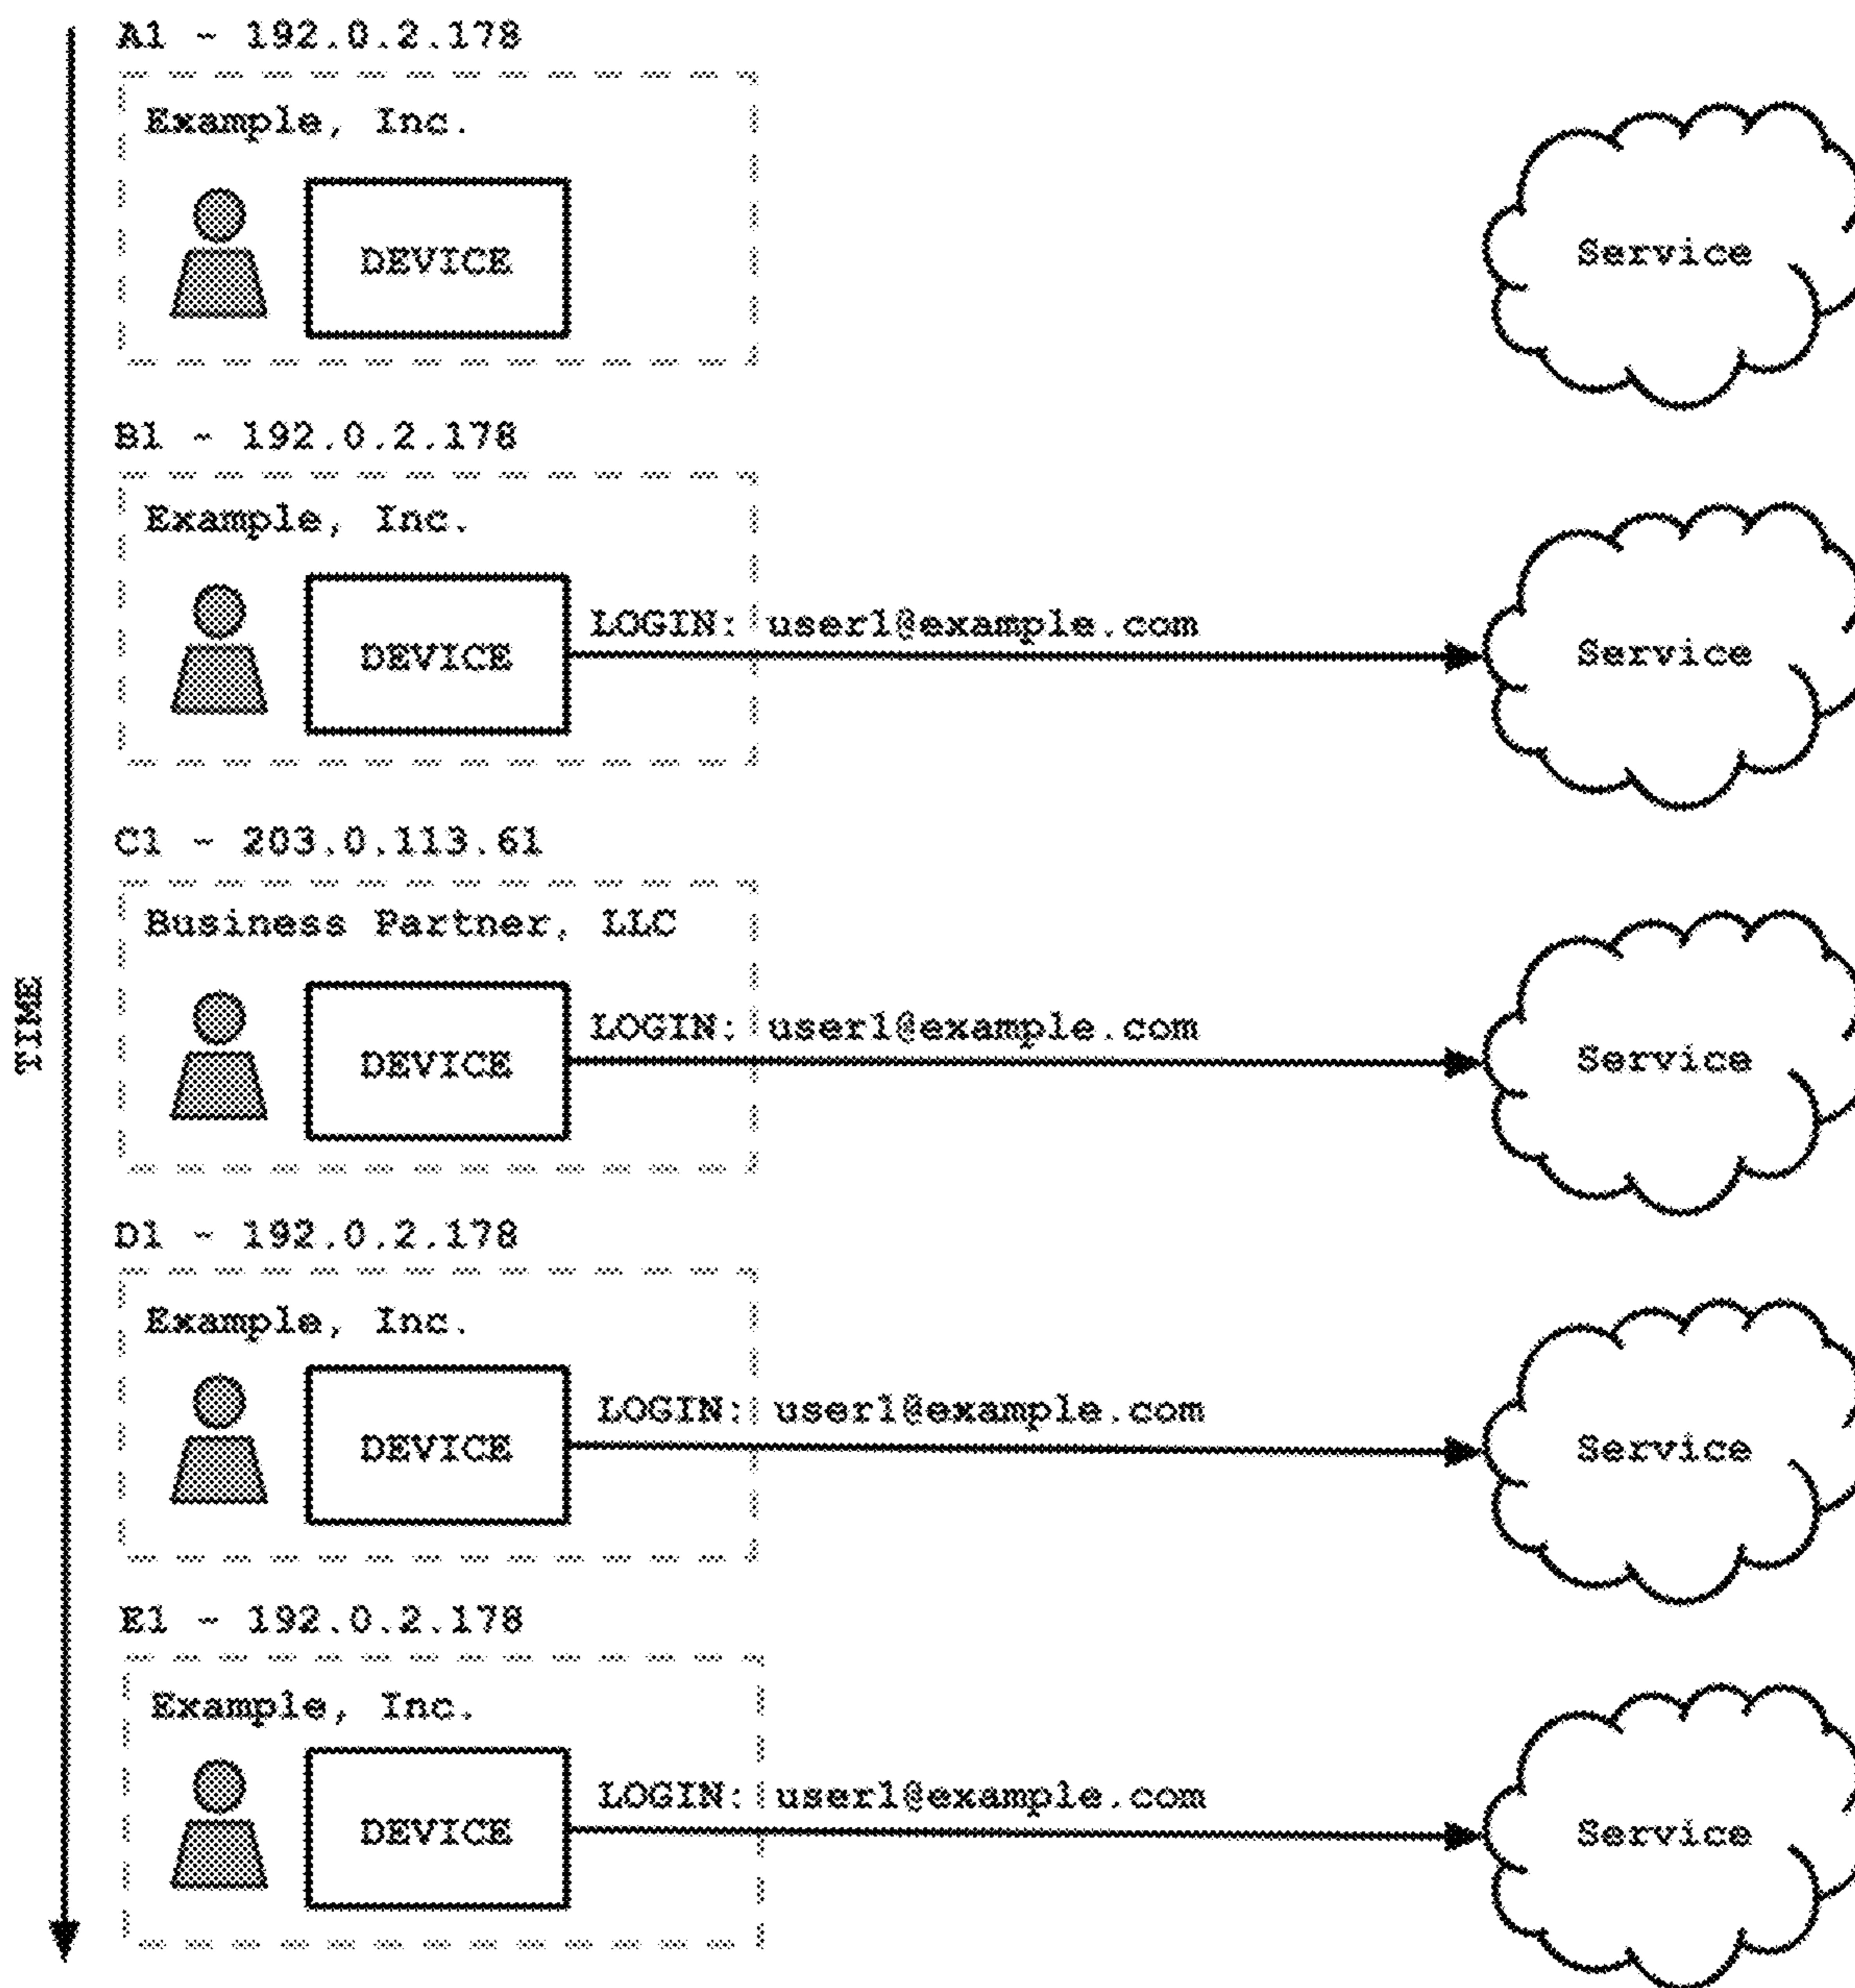 A1 - 192.0.2.178
Example, Inc.
DEVICE
Service
B1 - 192.0.2.178
Example, Inc.
LOGIN: user1@example.com
DEVICE
Service
C1 - 203.0.113.61
Business Partner, LLC
LOGIN: user1@example.com
DEVICE
Service
TIME
D1 - 192.0.2.178
Example, Inc.
LOGIN: user1@example.com
DEVICE
Service
E1 - 192.0.2.178
Example, Inc.
LOGIN: user1@example.com
DEVICE
Service